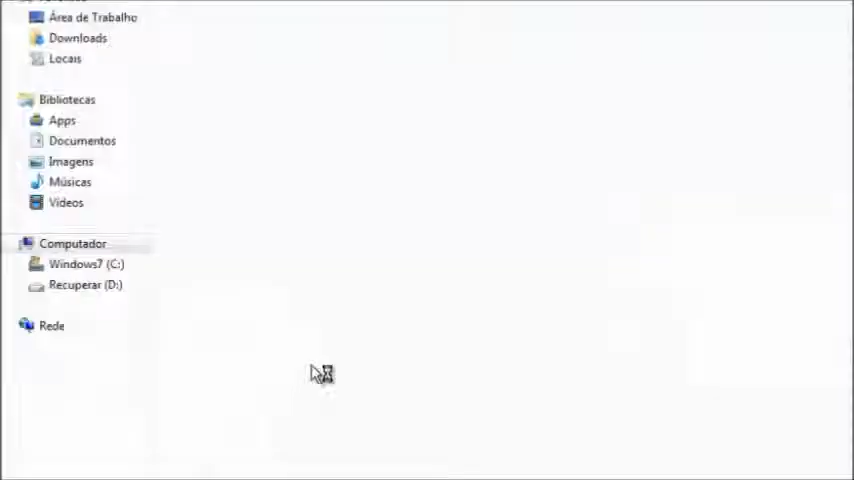 Área de Trabalho
Downloads
Locais
Bibliotecas
Apps
Documentos
Imagens
Músicas
Vídeos
Computador
Windows7 (C:)
Recuperar (D:)
Rede